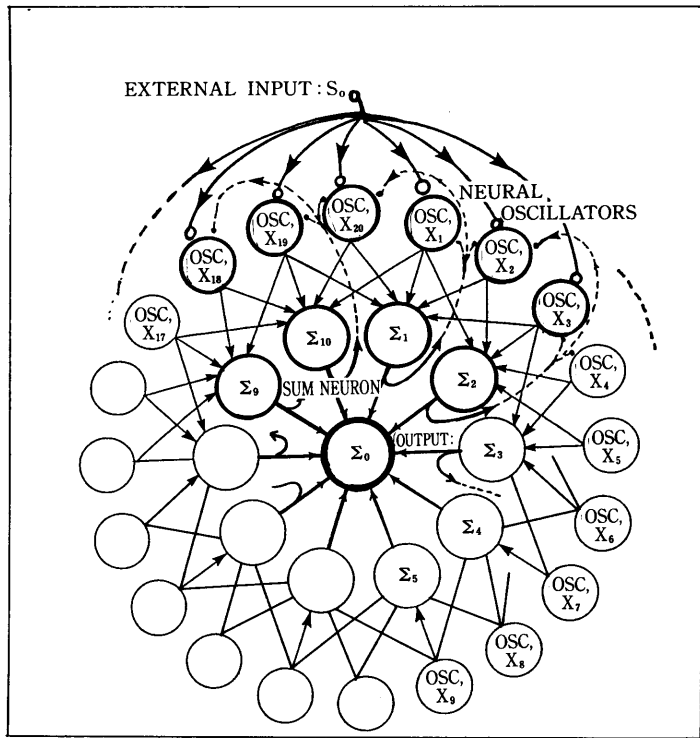 EXTERNAL INPUT : S₀
NEURAL
OSCILLATORS
OSC, X₁₈
OSC, X₁₉
OSC, X₂₀
OSC, X₁
OSC, X₂
OSC, X₃
OSC, X₁₇
Σ₁₀
Σ₁
Σ₉
SUM NEURON
Σ₂
OSC, X₄
Σ₀
OUTPUT:
Σ₃
OSC, X₅
Σ₄
OSC, X₆
Σ₅
OSC, X₇
OSC, X₈
OSC, X₉